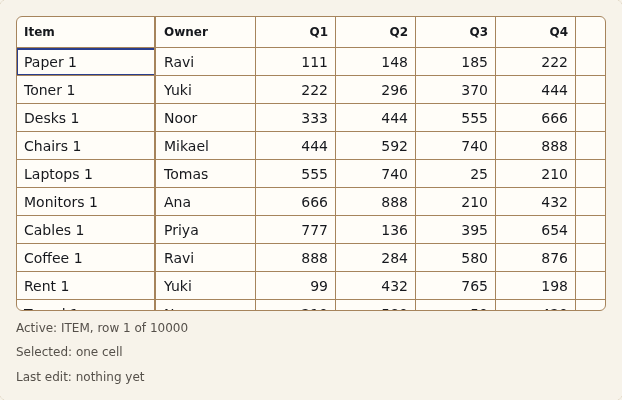 Item Owner Q1 Q2 Q3 Q4
Paper 1 Ravi 111 148 185 222
Toner 1 Yuki 222 296 370 444
Desks 1 Noor 333 444 555 666
Chairs 1 Mikael 444 592 740 888
Laptops 1 Tomas 555 740 25 210
Monitors 1 Ana 666 888 210 432
Cables 1 Priya 777 136 395 654
Coffee 1 Ravi 888 284 580 876
Rent 1 Yuki 99 432 765 198
Active: ITEM, row 1 of 10000
Selected: one cell
Last edit: nothing yet